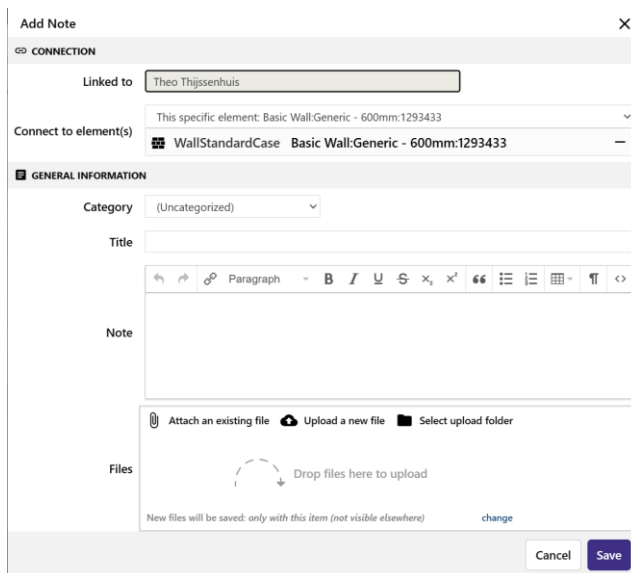 Add Note
CONNECTION
Linked to Theo Thijssenhuis
Connect to element(s) This specific element: Basic Wall:Generic - 600mm:1293433
WallStandardCase Basic Wall:Generic - 600mm:1293433
GENERAL INFORMATION
Category (Uncategorized)
Title
Paragraph B I U S x₂ x² ¶ <>
Note
Attach an existing file Upload a new file Select upload folder
Files Drop files here to upload
New files will be saved: only with this item (not visible elsewhere) change
Cancel Save